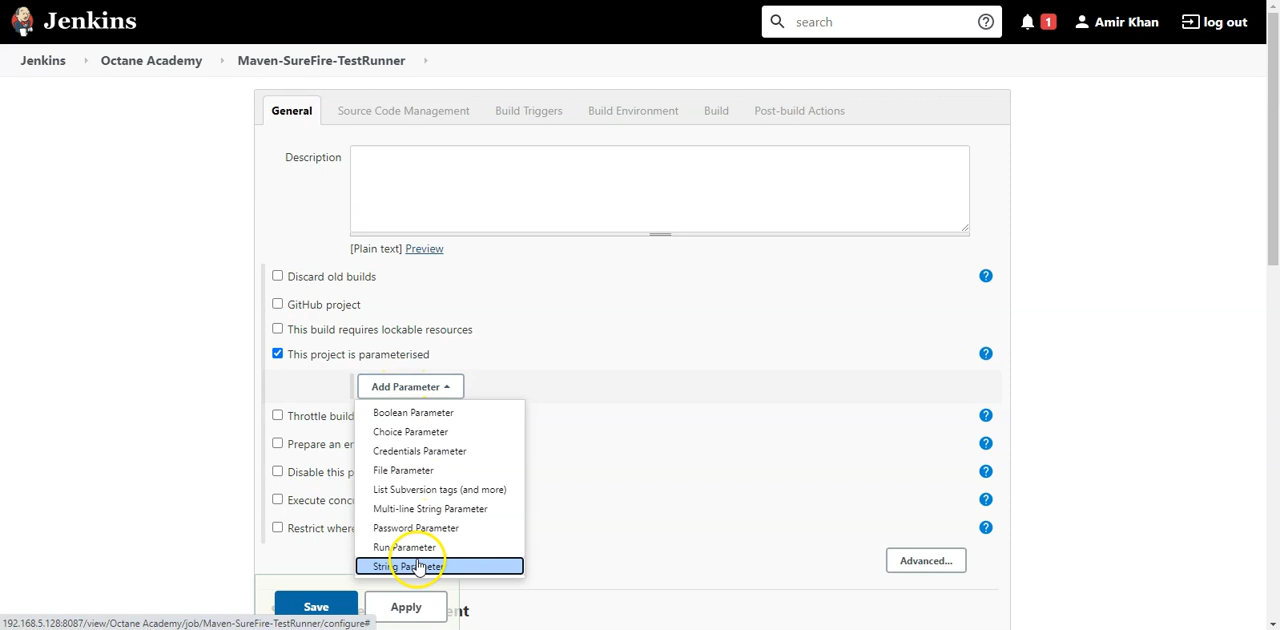 Jenkins
search
1
Amir Khan
log out
Jenkins
Octane Academy
Maven-SureFire-TestRunner
General
Source Code Management
Build Triggers
Build Environment
Build
Post-build Actions
Description
[Plain text] Preview
Discard old builds
GitHub project
This build requires lockable resources
This project is parameterised
Add Parameter
Boolean Parameter
Choice Parameter
Credentials Parameter
File Parameter
List Subversion tags (and more)
Multi-line String Parameter
Password Parameter
Run Parameter
String Parameter
Throttle build
Prepare an
Disable this
Execute
Restrict
Advanced...
Save
Apply
192.168.5.128:8087/view/Octane Academy/job/Maven-SureFire-TestRunner/configure#